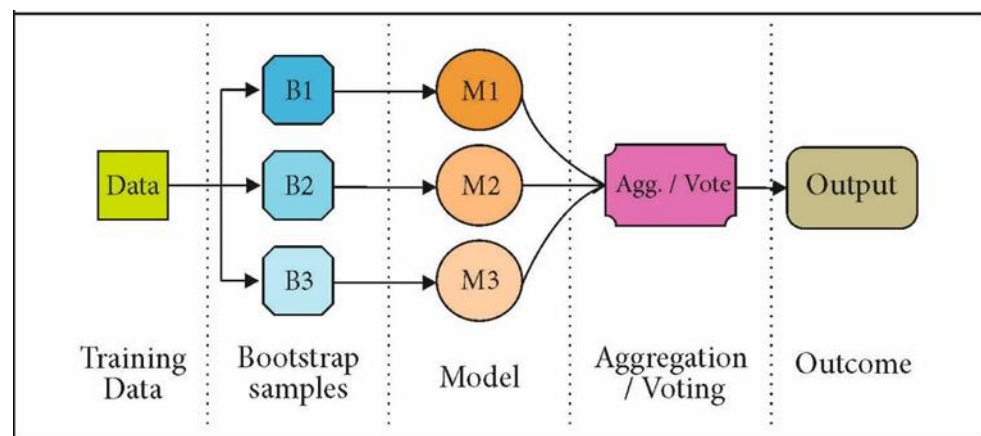 B1
M1
Data
B2
M2
Agg. / Vote
Output
B3
M3
Training
Data
Bootstrap
samples
Model
Aggregation
/ Voting
Outcome